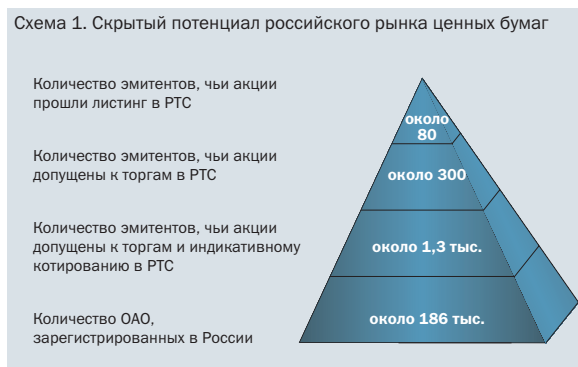 Схема 1. Скрытый потенциал российского рынка ценных бумаг
Количество эмитентов, чьи акции
прошли листинг в РТС
около
80
Количество эмитентов, чьи акции
допущены к торгам в РТС
около 300
Количество эмитентов, чьи акции
допущены к торгам и индикативному
котированию в РТС
около 1,3 тыс.
Количество ОАО,
зарегистрированных в России
около 186 тыс.